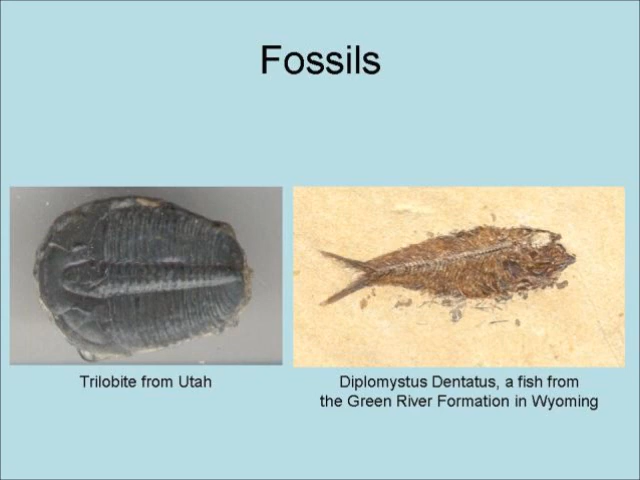 Fossils
Trilobite from Utah
Diplomystus Dentatus, a fish from
the Green River Formation in Wyoming